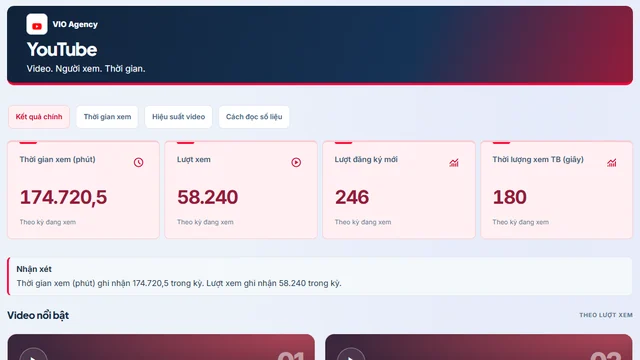 VIO Agency
YouTube
Video. Người xem. Thời gian.
Kết quả chính
Thời gian xem
Hiệu suất video
Cách đọc số liệu
Thời gian xem (phút)
174.720,5
Theo kỳ đang xem
Lượt xem
58.240
Theo kỳ đang xem
Lượt đăng ký mới
246
Theo kỳ đang xem
Thời lượng xem TB (giây)
180
Theo kỳ đang xem
Nhận xét
Thời gian xem (phút) ghi nhận 174.720,5 trong kỳ. Lượt xem ghi nhận 58.240 trong kỳ.
Video nổi bật
THEO LƯỢT XEM
01
02